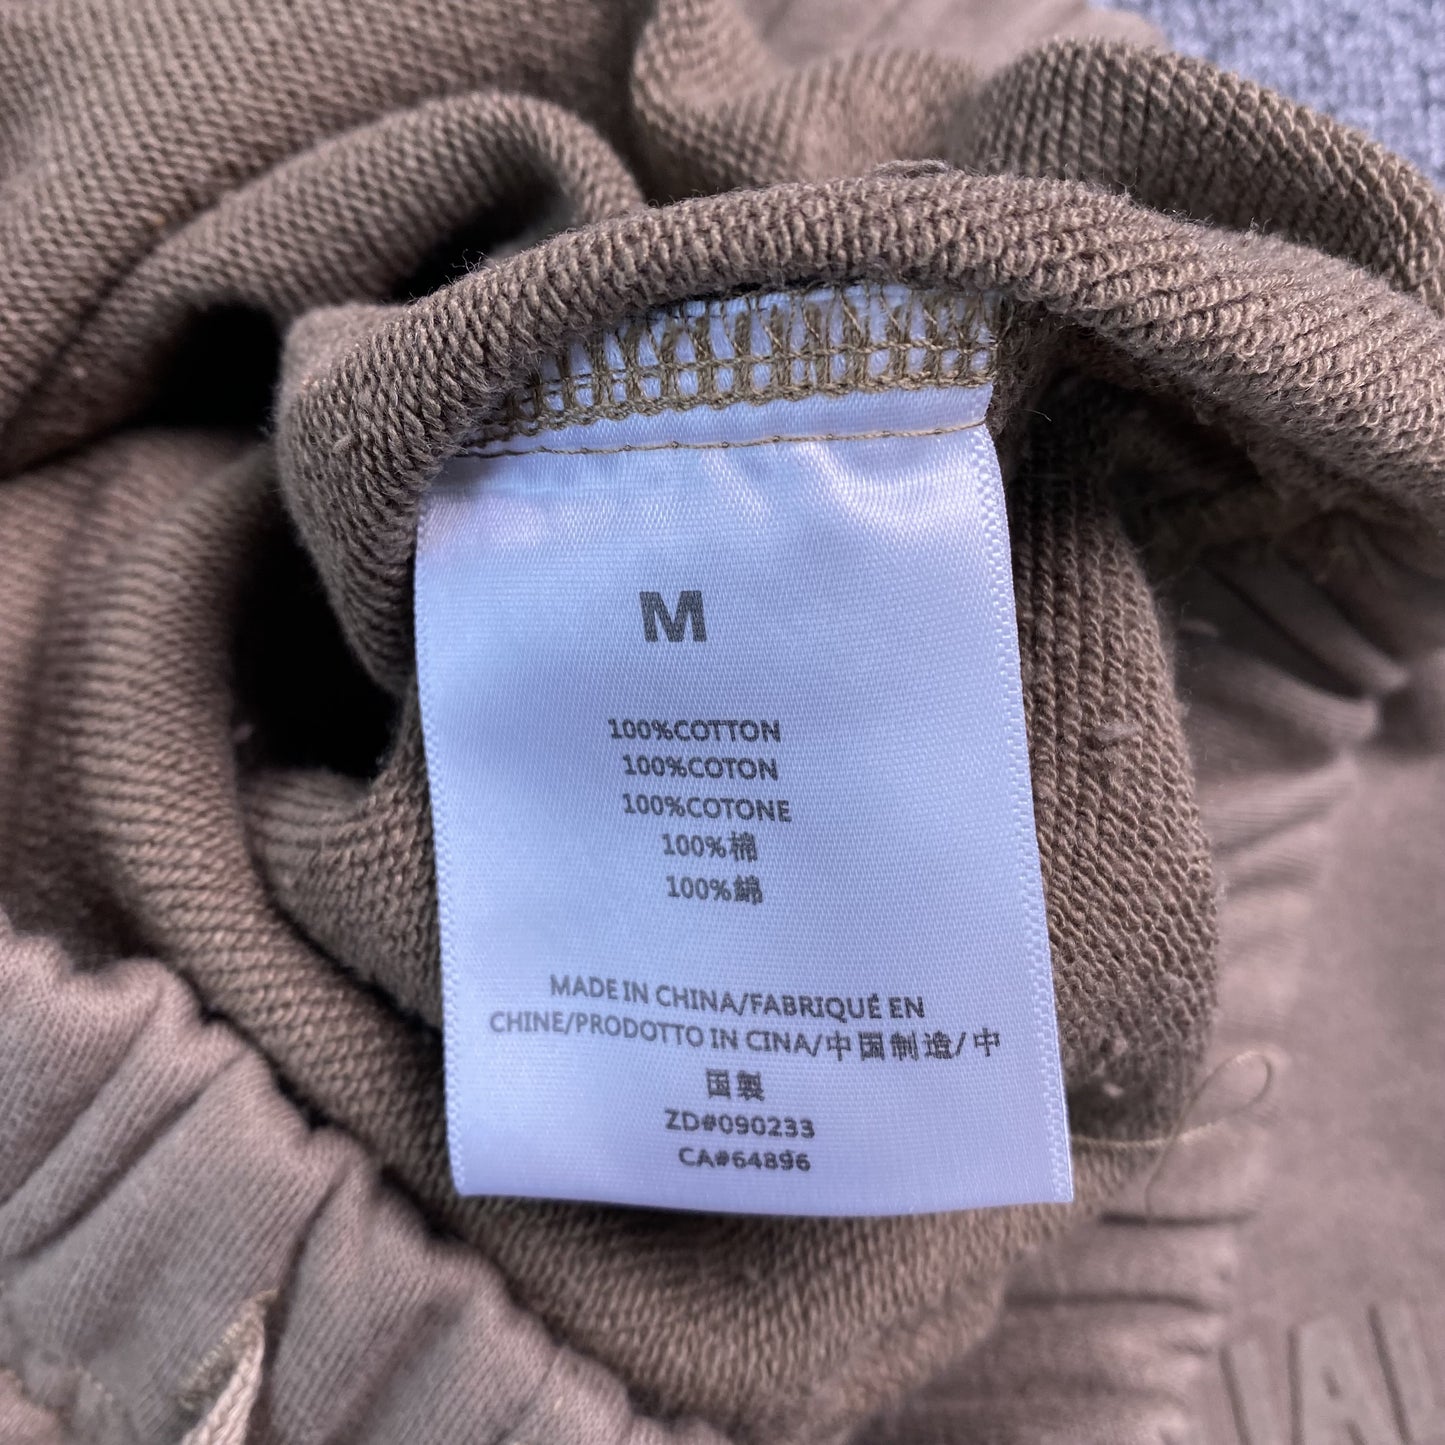 M
100%COTTON
100%COTON
100%COTONE
100%棉
100%綿
MADE IN CHINA/FABRIQUÉ EN
CHINE/PRODOTTO IN CINA/中国制造/中
国製
ZD#090233
CA#64896